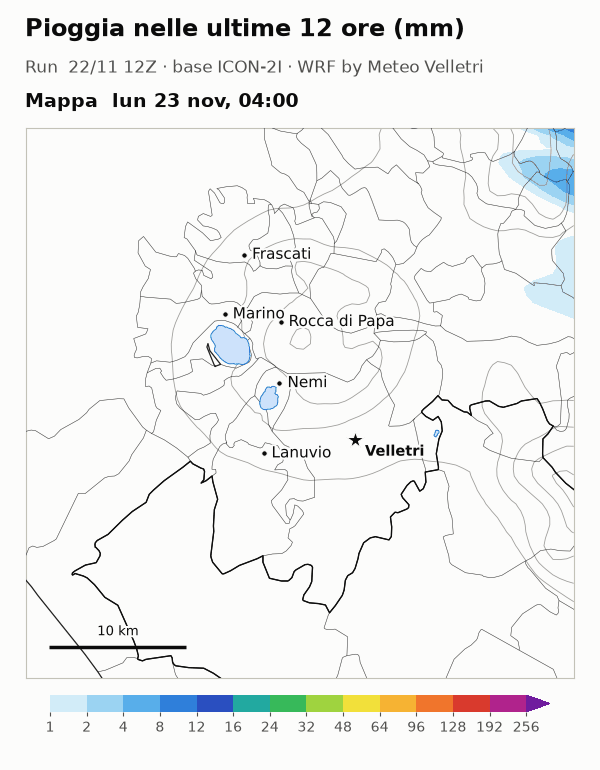 Pioggia nelle ultime 12 ore (mm)
Run  22/11 12Z · base ICON-2I · WRF by Meteo Velletri
Mappa  lun 23 nov, 04:00
Frascati
Marino
Rocca di Papa
Nemi
Velletri
Lanuvio
10 km
1 2 4 8 12 16 24 32 48 64 96 128 192 256